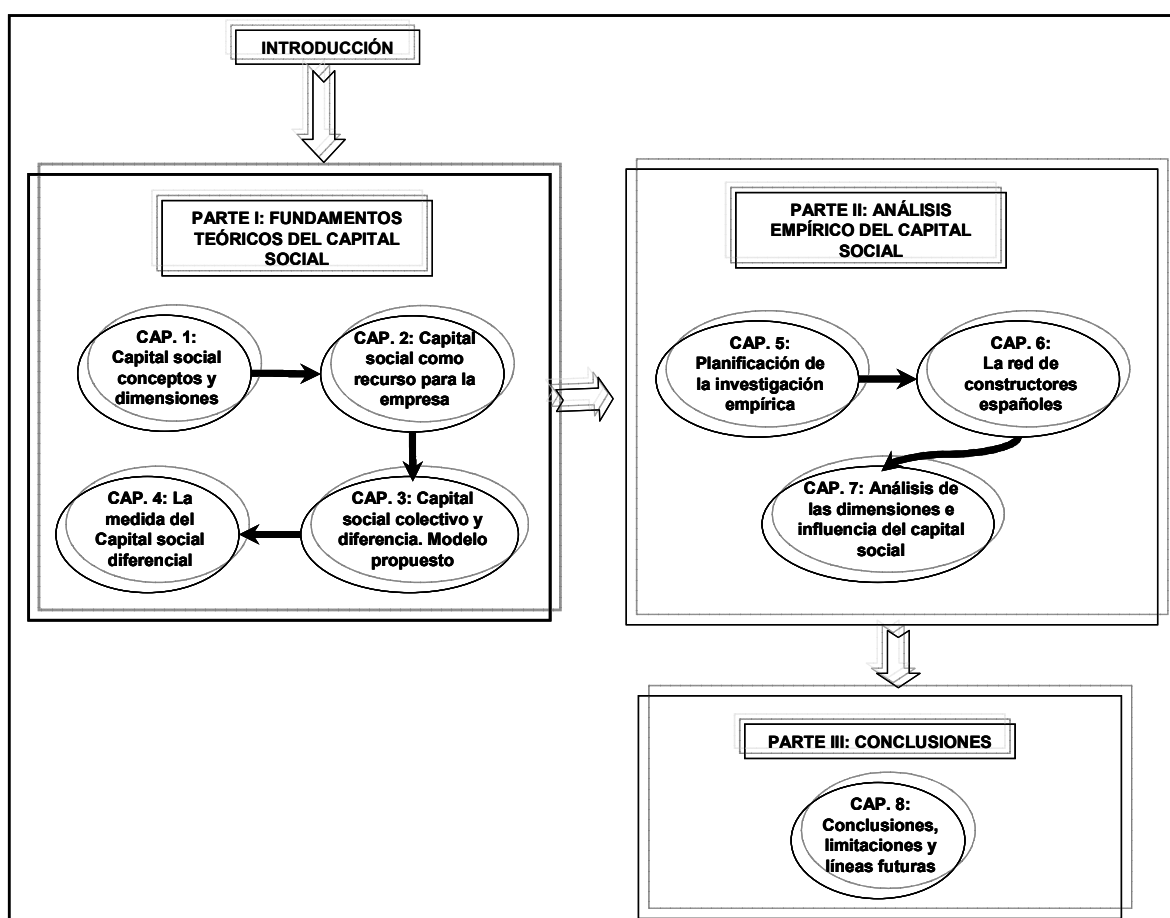 INTRODUCCIÓN
PARTE I: FUNDAMENTOS
TEÓRICOS DEL CAPITAL
SOCIAL
CAP. 1:
Capital social
conceptos y
dimensiones
CAP. 2: Capital
social como
recurso para la
empresa
CAP. 4: La
medida del
Capital social
diferencial
CAP. 3: Capital
social colectivo y
diferencia. Modelo
propuesto
PARTE II: ANÁLISIS
EMPÍRICO DEL CAPITAL
SOCIAL
CAP. 5:
Planificación de
la investigación
empírica
CAP. 6:
La red de
constructores
españoles
CAP. 7: Análisis de
las dimensiones e
influencia del capital
social
PARTE III: CONCLUSIONES
CAP. 8:
Conclusiones,
limitaciones y
líneas futuras